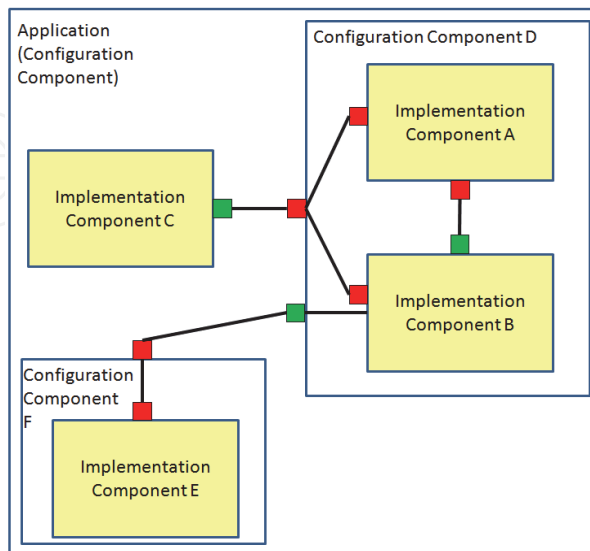 Application
(Configuration
Component)
Configuration Component D
Implementation
Component A
Implementation
Component C
Implementation
Component B
Configuration
Component
F
Implementation
Component E